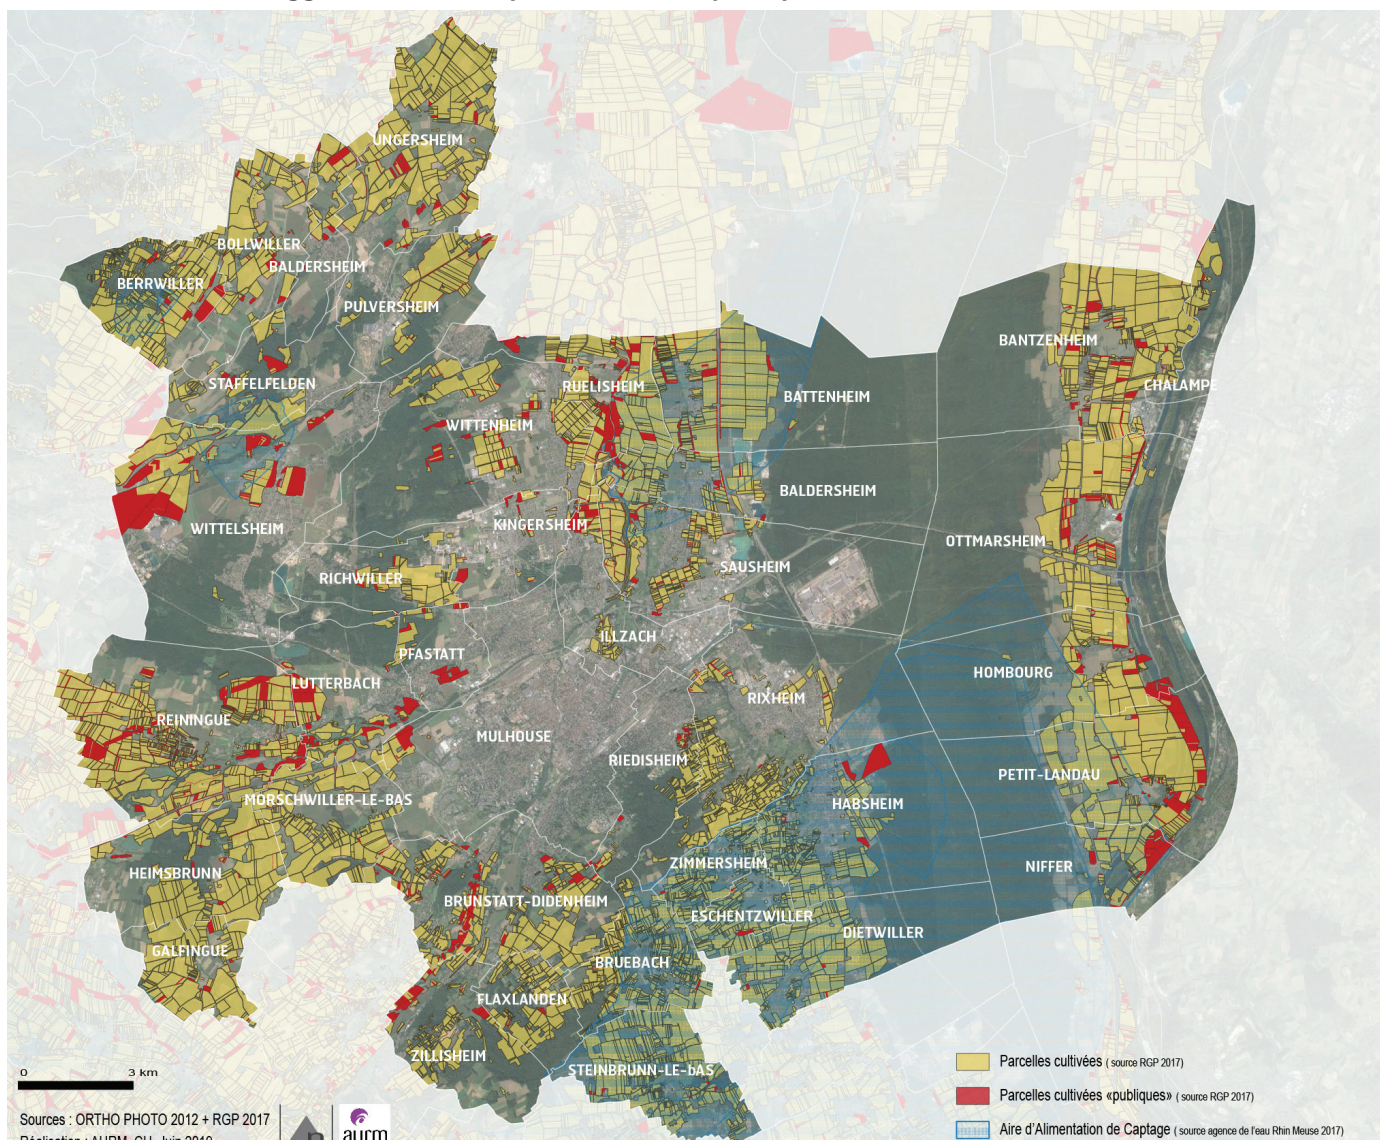 UNGERSHEIM
BOLLWILLER
BALDERSHEIM
BERRWILLER
PULVERSHEIM
BANTZENHEIM
STAFFELFELDEN
RUELISHEIM
CHALAMPE
BATTENHEIM
WITTENHEIM
BALDERSHEIM
WITTELSHEIM
KINGERSHEIM
OTTMARSHEIM
SAUSHEIM
RICHWILLER
ILLZACH
PFASTATT
HOMBOURG
LUTTERBACH
RIXHEIM
REININGUE
MULHOUSE
RIEDISHEIM
PETIT-LANDAU
MORSCHWILLER-LE-BAS
HABSHEIM
ZIMMERSHEIM
NIFFER
HEIMSBRUNN
BRUNSTATT-DIDENHEIM
ESCHENTZWILLER
DIETWILLER
GALFINGUE
BRUEBACH
FLAXLANDEN
ZILLISHEIM
STEINBRUNN-LE-bAS
0 3 km
Parcelles cultivées ( source RGP 2017)
Parcelles cultivées «publiques» ( source RGP 2017)
Aire d'Alimentation de Captage ( source agence de l'eau Rhin Meuse 2017)
Sources : ORTHO PHOTO 2012 + RGP 2017
aurm